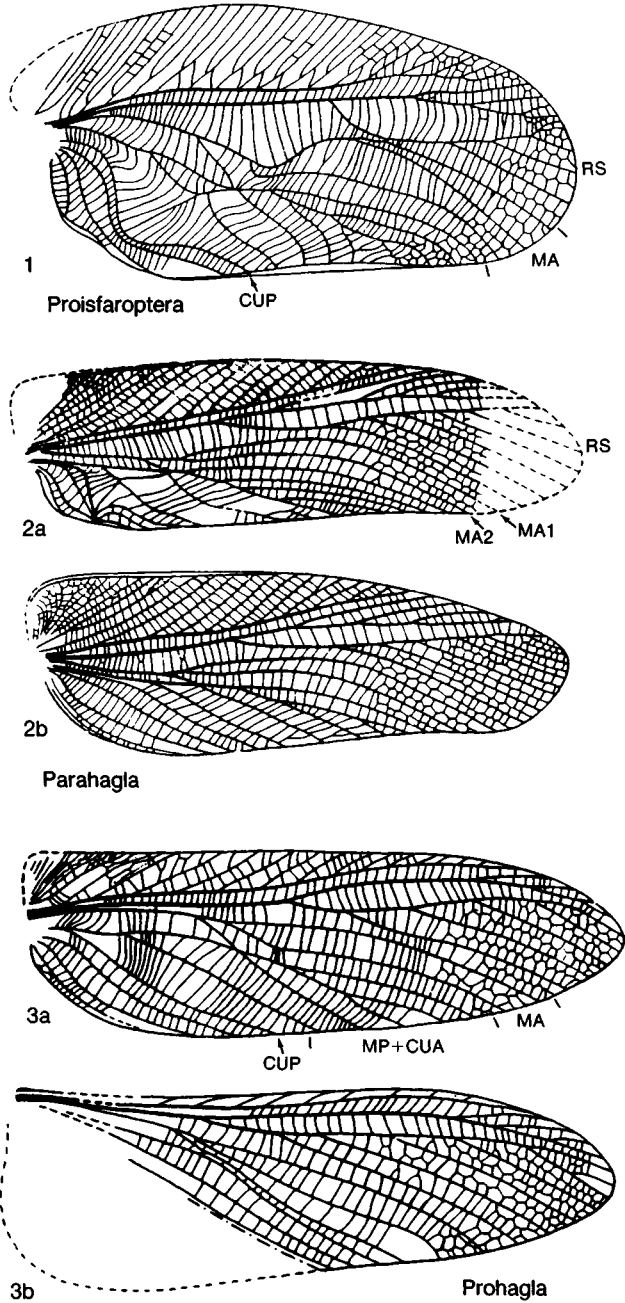 RS
MA
1
CUP
Proisfaroptera
RS
2a
MA2 MA1
2b
Parahagla
3a
MA
CUP
MP+CUA
3b
Prohagla